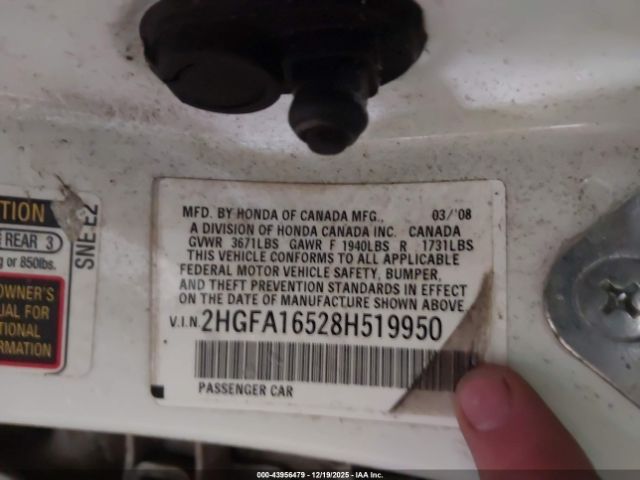 TION
REAR 3
g or 850lbs.
OWNER'S
UAL FOR
TIONAL
RMATION
SNE E2
MFD. BY HONDA OF CANADA MFG., 03/'08
A DIVISION OF HONDA CANADA INC. CANADA
GVWR 3671LBS GAWR F 1940LBS R 1731LBS
THIS VEHICLE CONFORMS TO ALL APPLICABLE
FEDERAL MOTOR VEHICLE SAFETY, BUMPER,
AND THEFT PREVENTION STANDARDS IN EFFECT
ON THE DATE OF MANUFACTURE SHOWN ABOVE.
V.I.N. 2HGFA16528H519950
PASSENGER CAR
00-43956479 - 12/19/2025 - IAA Inc.